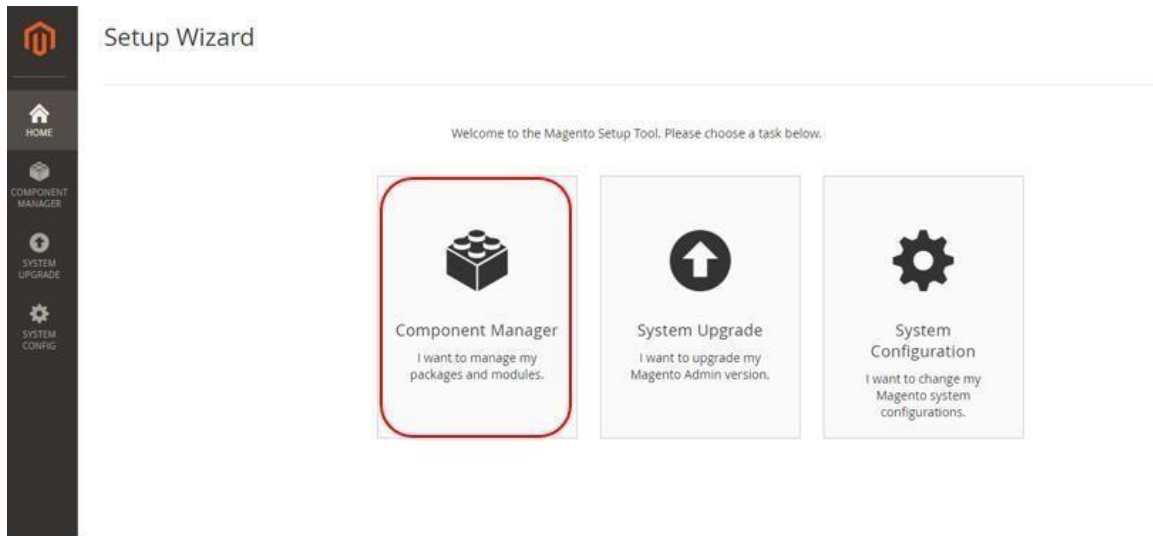 Setup Wizard
HOME
COMPONENT
MANAGER
SYSTEM
UPGRADE
SYSTEM
CONFIG
Welcome to the Magento Setup Tool. Please choose a task below.
Component Manager
I want to manage my
packages and modules.
System Upgrade
I want to upgrade my
Magento Admin version.
System
Configuration
I want to change my
Magento system
configurations.